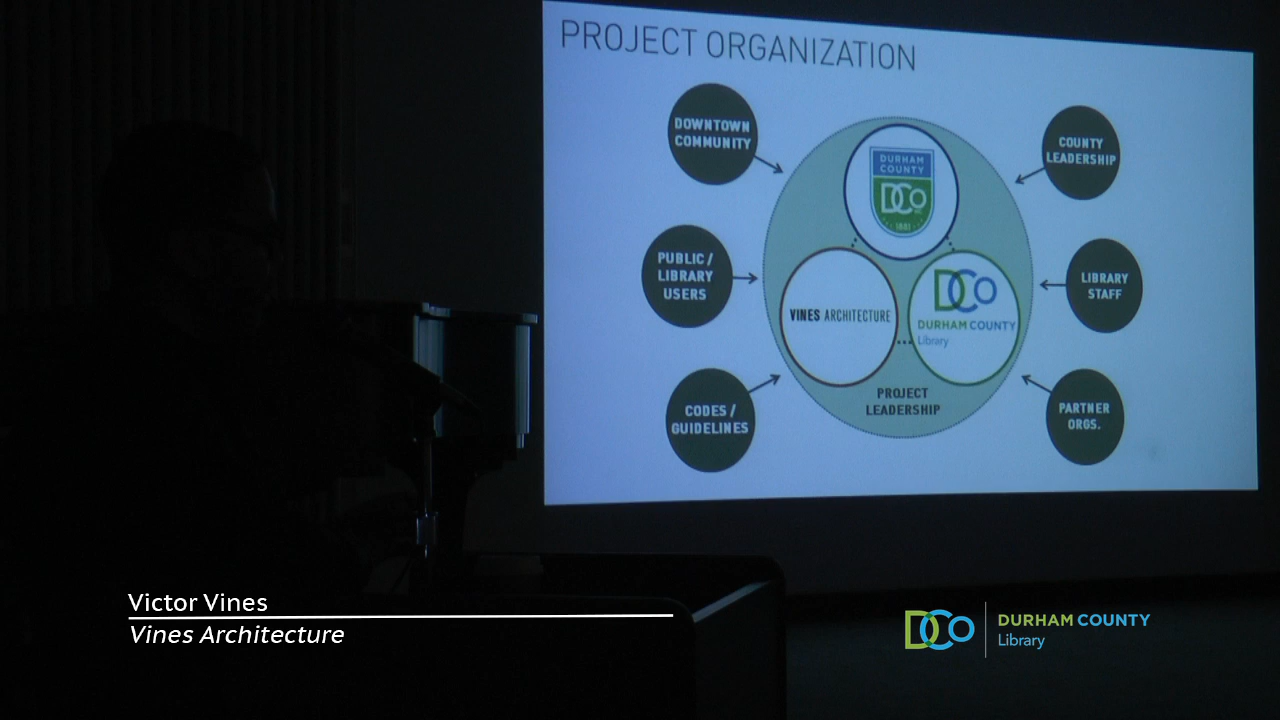 PROJECT ORGANIZATION
DOWNTOWN
COMMUNITY
COUNTY
LEADERSHIP
DURHAM
COUNTY
DCo
1881
PUBLIC /
LIBRARY
USERS
LIBRARY
STAFF
VINES ARCHITECTURE
DCo
DURHAM COUNTY
Library
CODES /
GUIDELINES
PROJECT
LEADERSHIP
PARTNER
ORGS.
Victor Vines
Vines Architecture
DCo
DURHAM COUNTY
Library